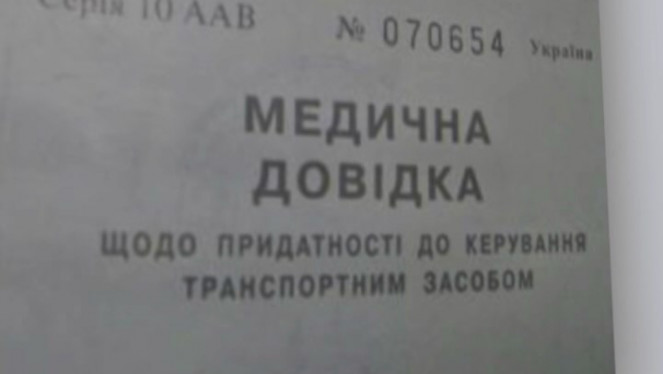 Серія 10 ААВ № 070654 Україна
МЕДИЧНА
ДОВІДКА
ЩОДО ПРИДАТНОСТІ ДО КЕРУВАННЯ
ТРАНСПОРТНИМ ЗАСОБОМ